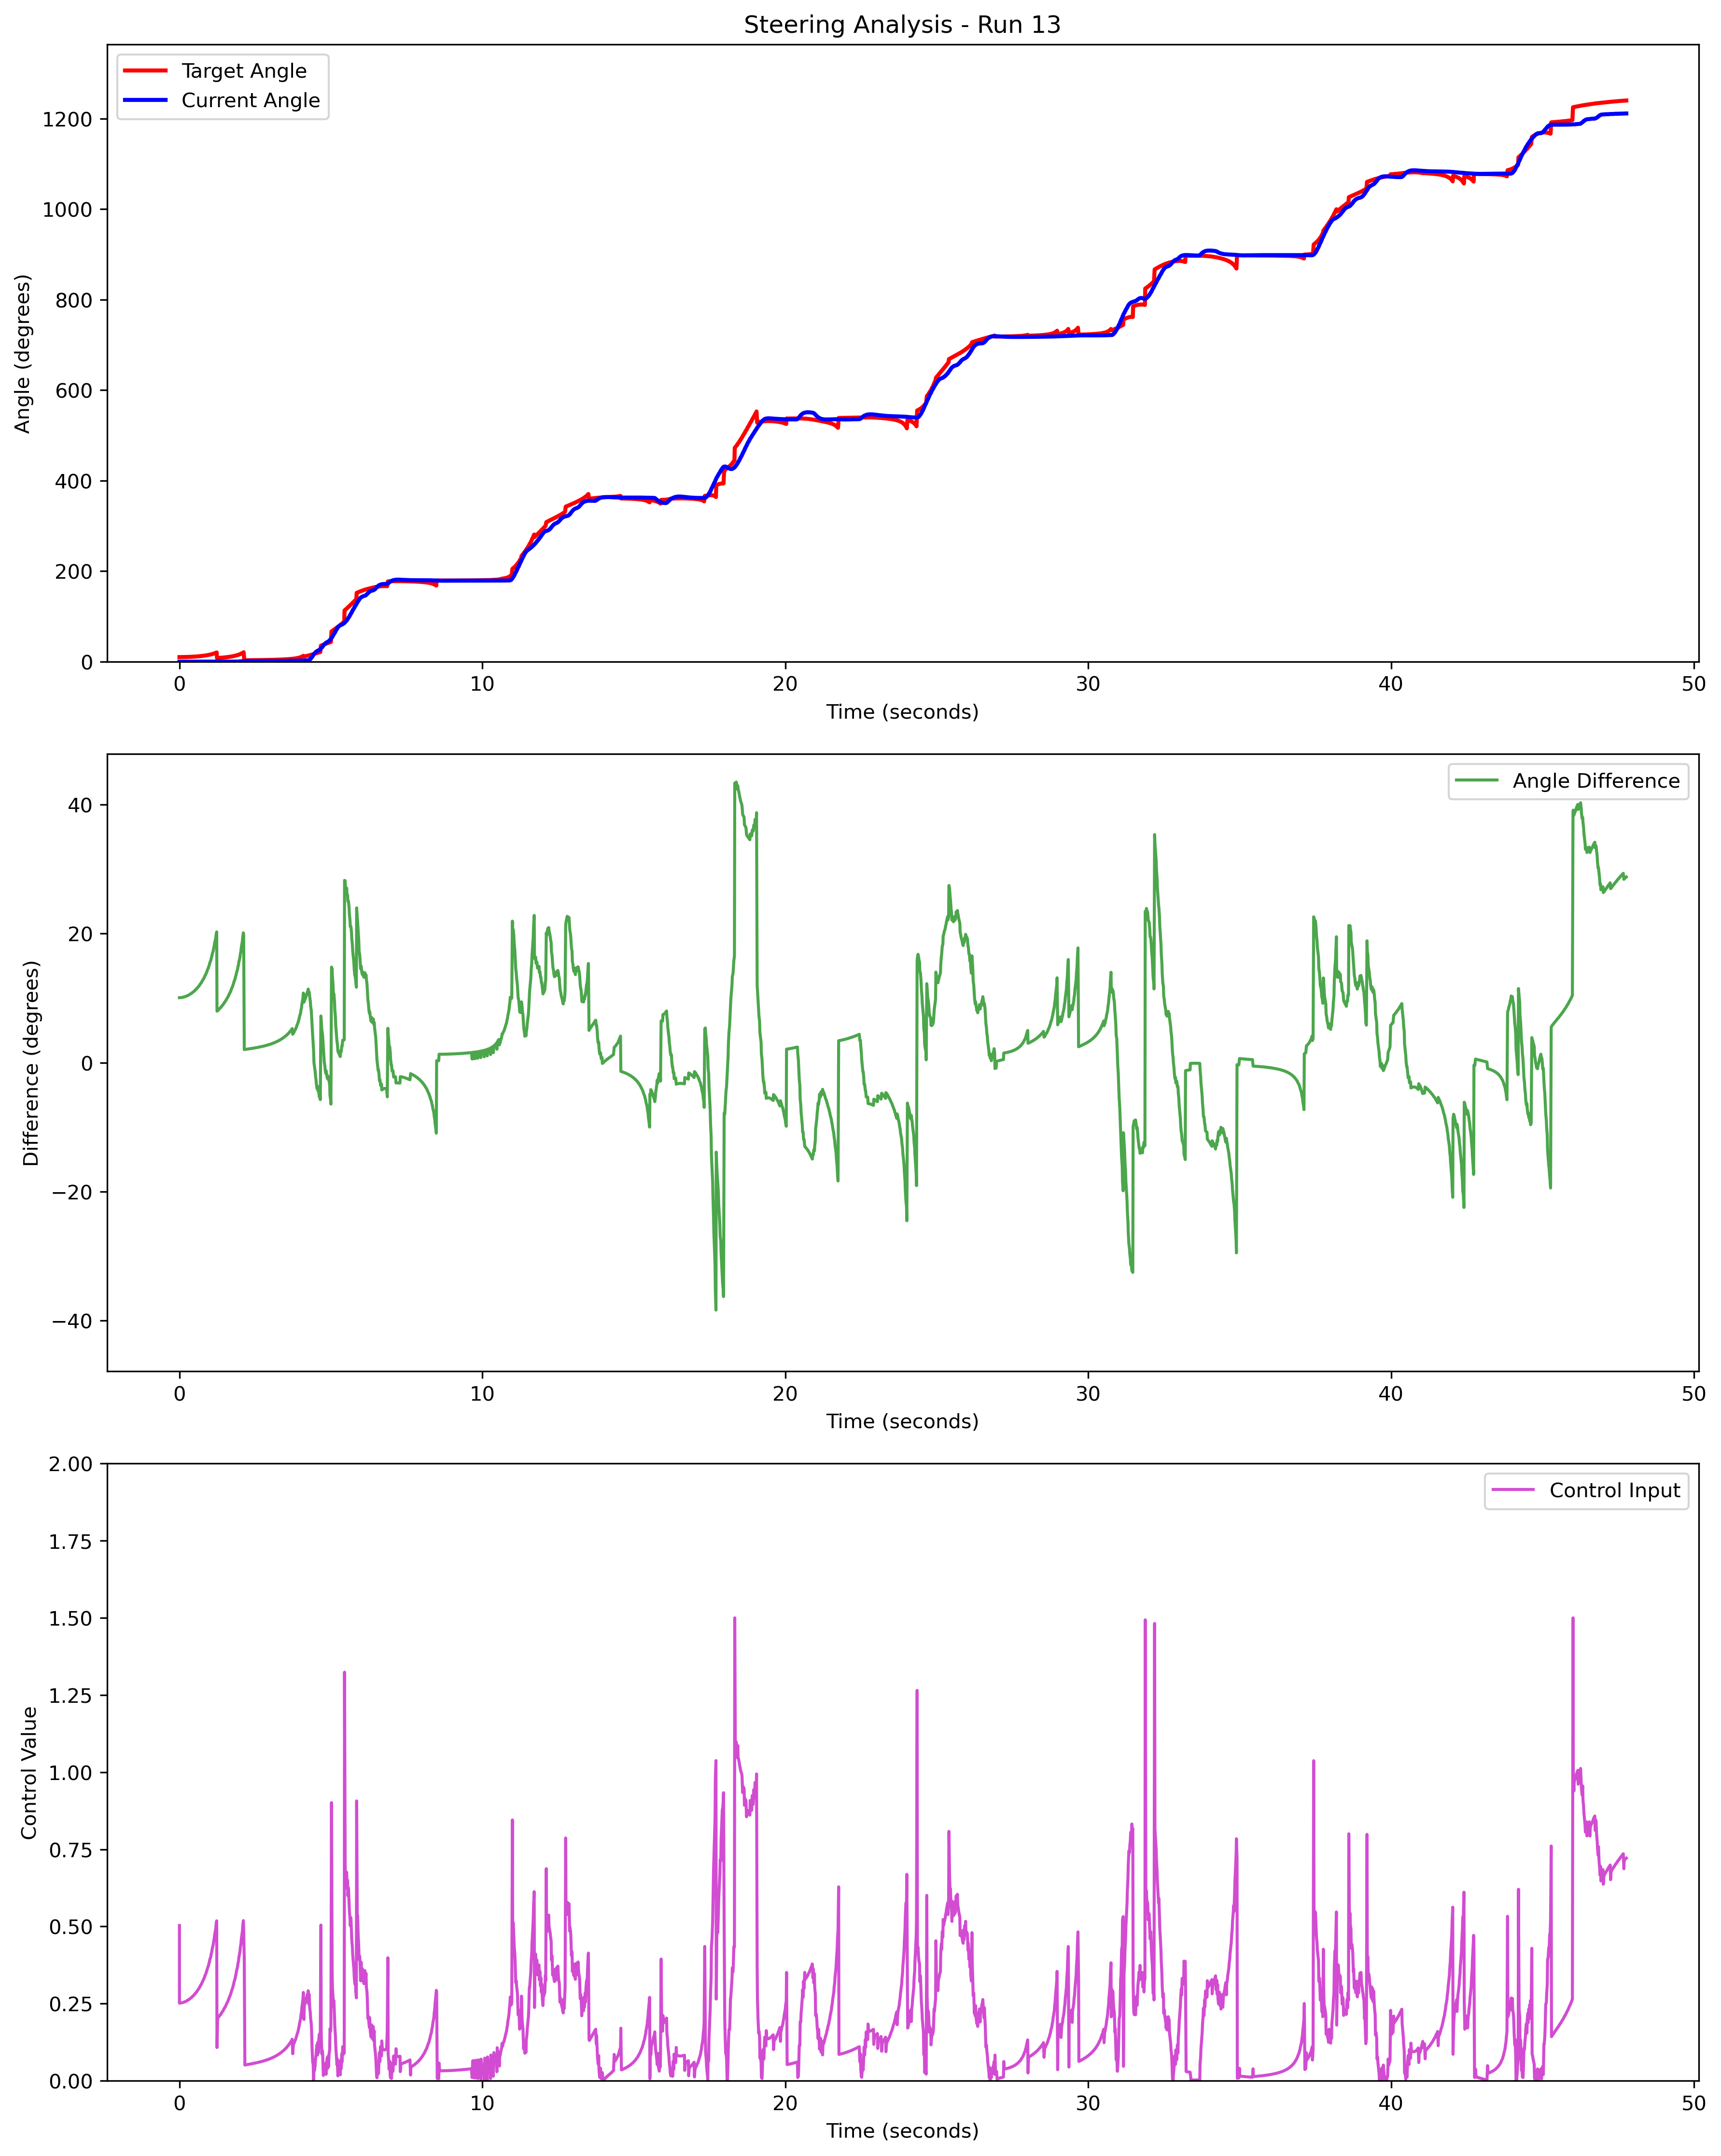 Steering Analysis - Run 13
Target Angle
Current Angle
Angle (degrees)
1200
1000
800
600
400
200
0
0 10 20 30 40 50
Time (seconds)
Angle Difference
Difference (degrees)
40
20
0
−20
−40
0 10 20 30 40 50
Time (seconds)
Control Input
Control Value
2.00
1.75
1.50
1.25
1.00
0.75
0.50
0.25
0.00
0 10 20 30 40 50
Time (seconds)